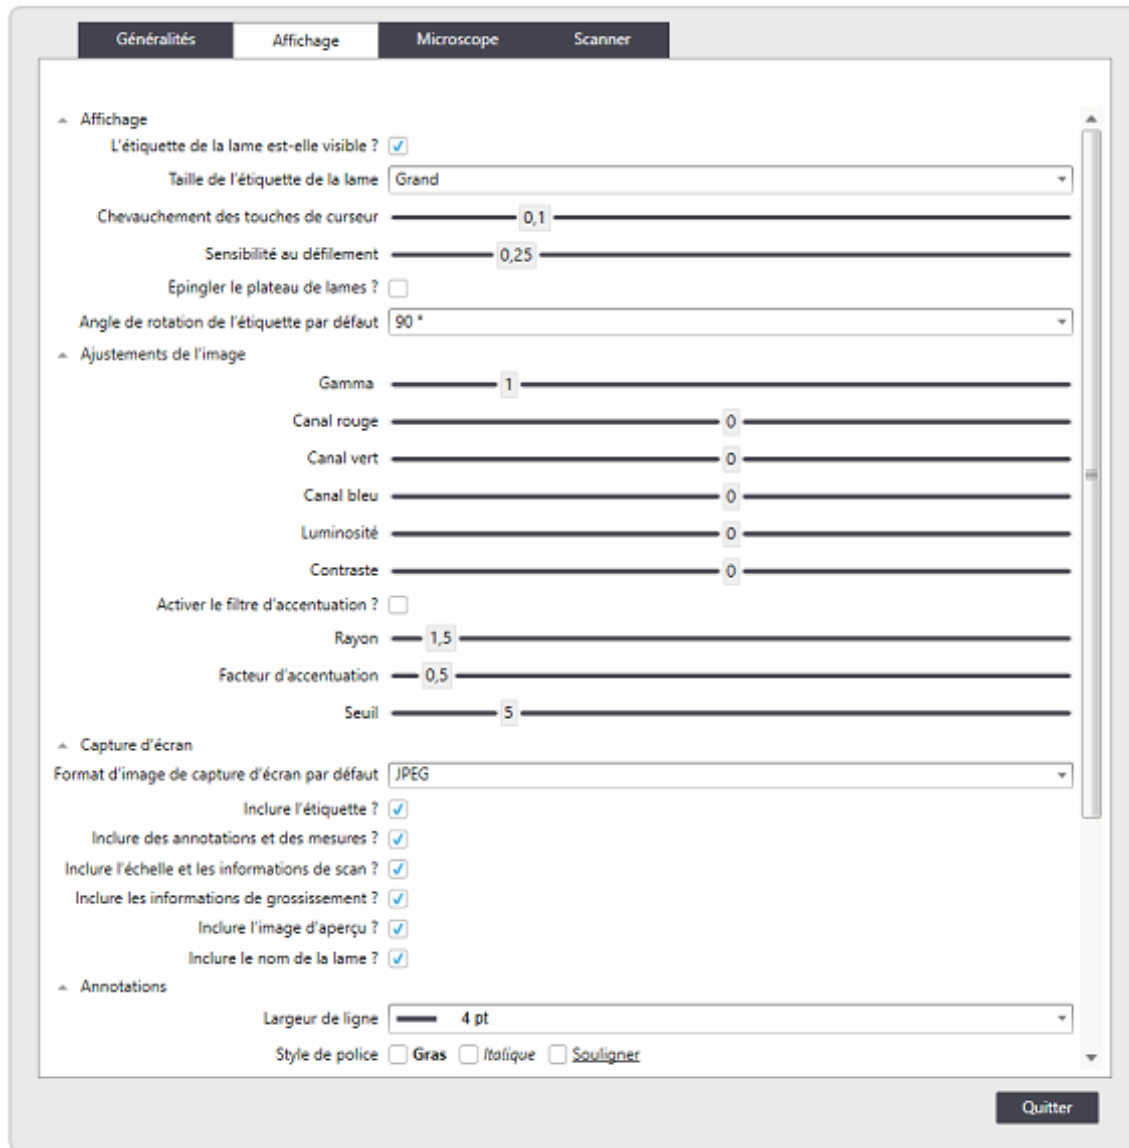 Généralités Affichage Microscope Scanner
Affichage
L'étiquette de la lame est-elle visible ?
Taille de l'étiquette de la lame Grand
Chevauchement des touches de curseur 0,1
Sensibilité au défilement 0,25
Epingler le plateau de lames ?
Angle de rotation de l'étiquette par défaut 90 °
Ajustements de l'image
Gamma 1
Canal rouge 0
Canal vert 0
Canal bleu 0
Luminosité 0
Contraste 0
Activer le filtre d'accentuation ?
Rayon 1,5
Facteur d'accentuation 0,5
Seuil 5
Capture d'écran
Format d'image de capture d'écran par défaut JPEG
Inclure l'étiquette ?
Inclure des annotations et des mesures ?
Inclure l'échelle et les informations de scan ?
Inclure les informations de grossissement ?
Inclure l'image d'aperçu ?
Inclure le nom de la lame ?
Annotations
Largeur de ligne 4 pt
Style de police Gras Italique Souligner
Quitter